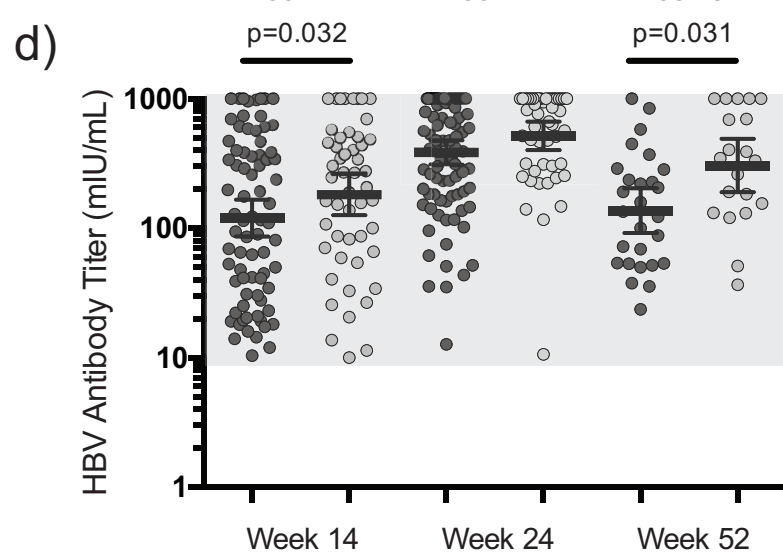 d)
p=0.032
p=0.031
HBV Antibody Titer (mIU/mL)
1000
100
10
1
Week 14
Week 24
Week 52